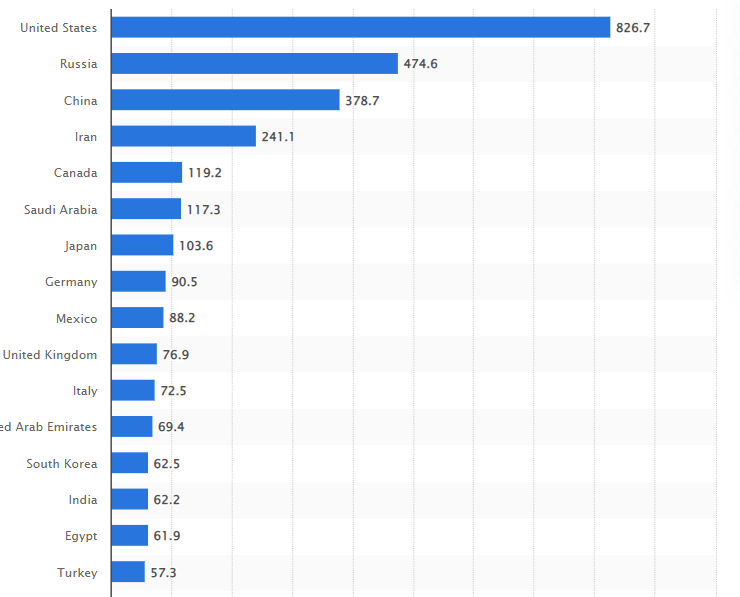 United States 826.7
Russia 474.6
China 378.7
Iran 241.1
Canada 119.2
Saudi Arabia 117.3
Japan 103.6
Germany 90.5
Mexico 88.2
United Kingdom 76.9
Italy 72.5
ed Arab Emirates 69.4
South Korea 62.5
India 62.2
Egypt 61.9
Turkey 57.3